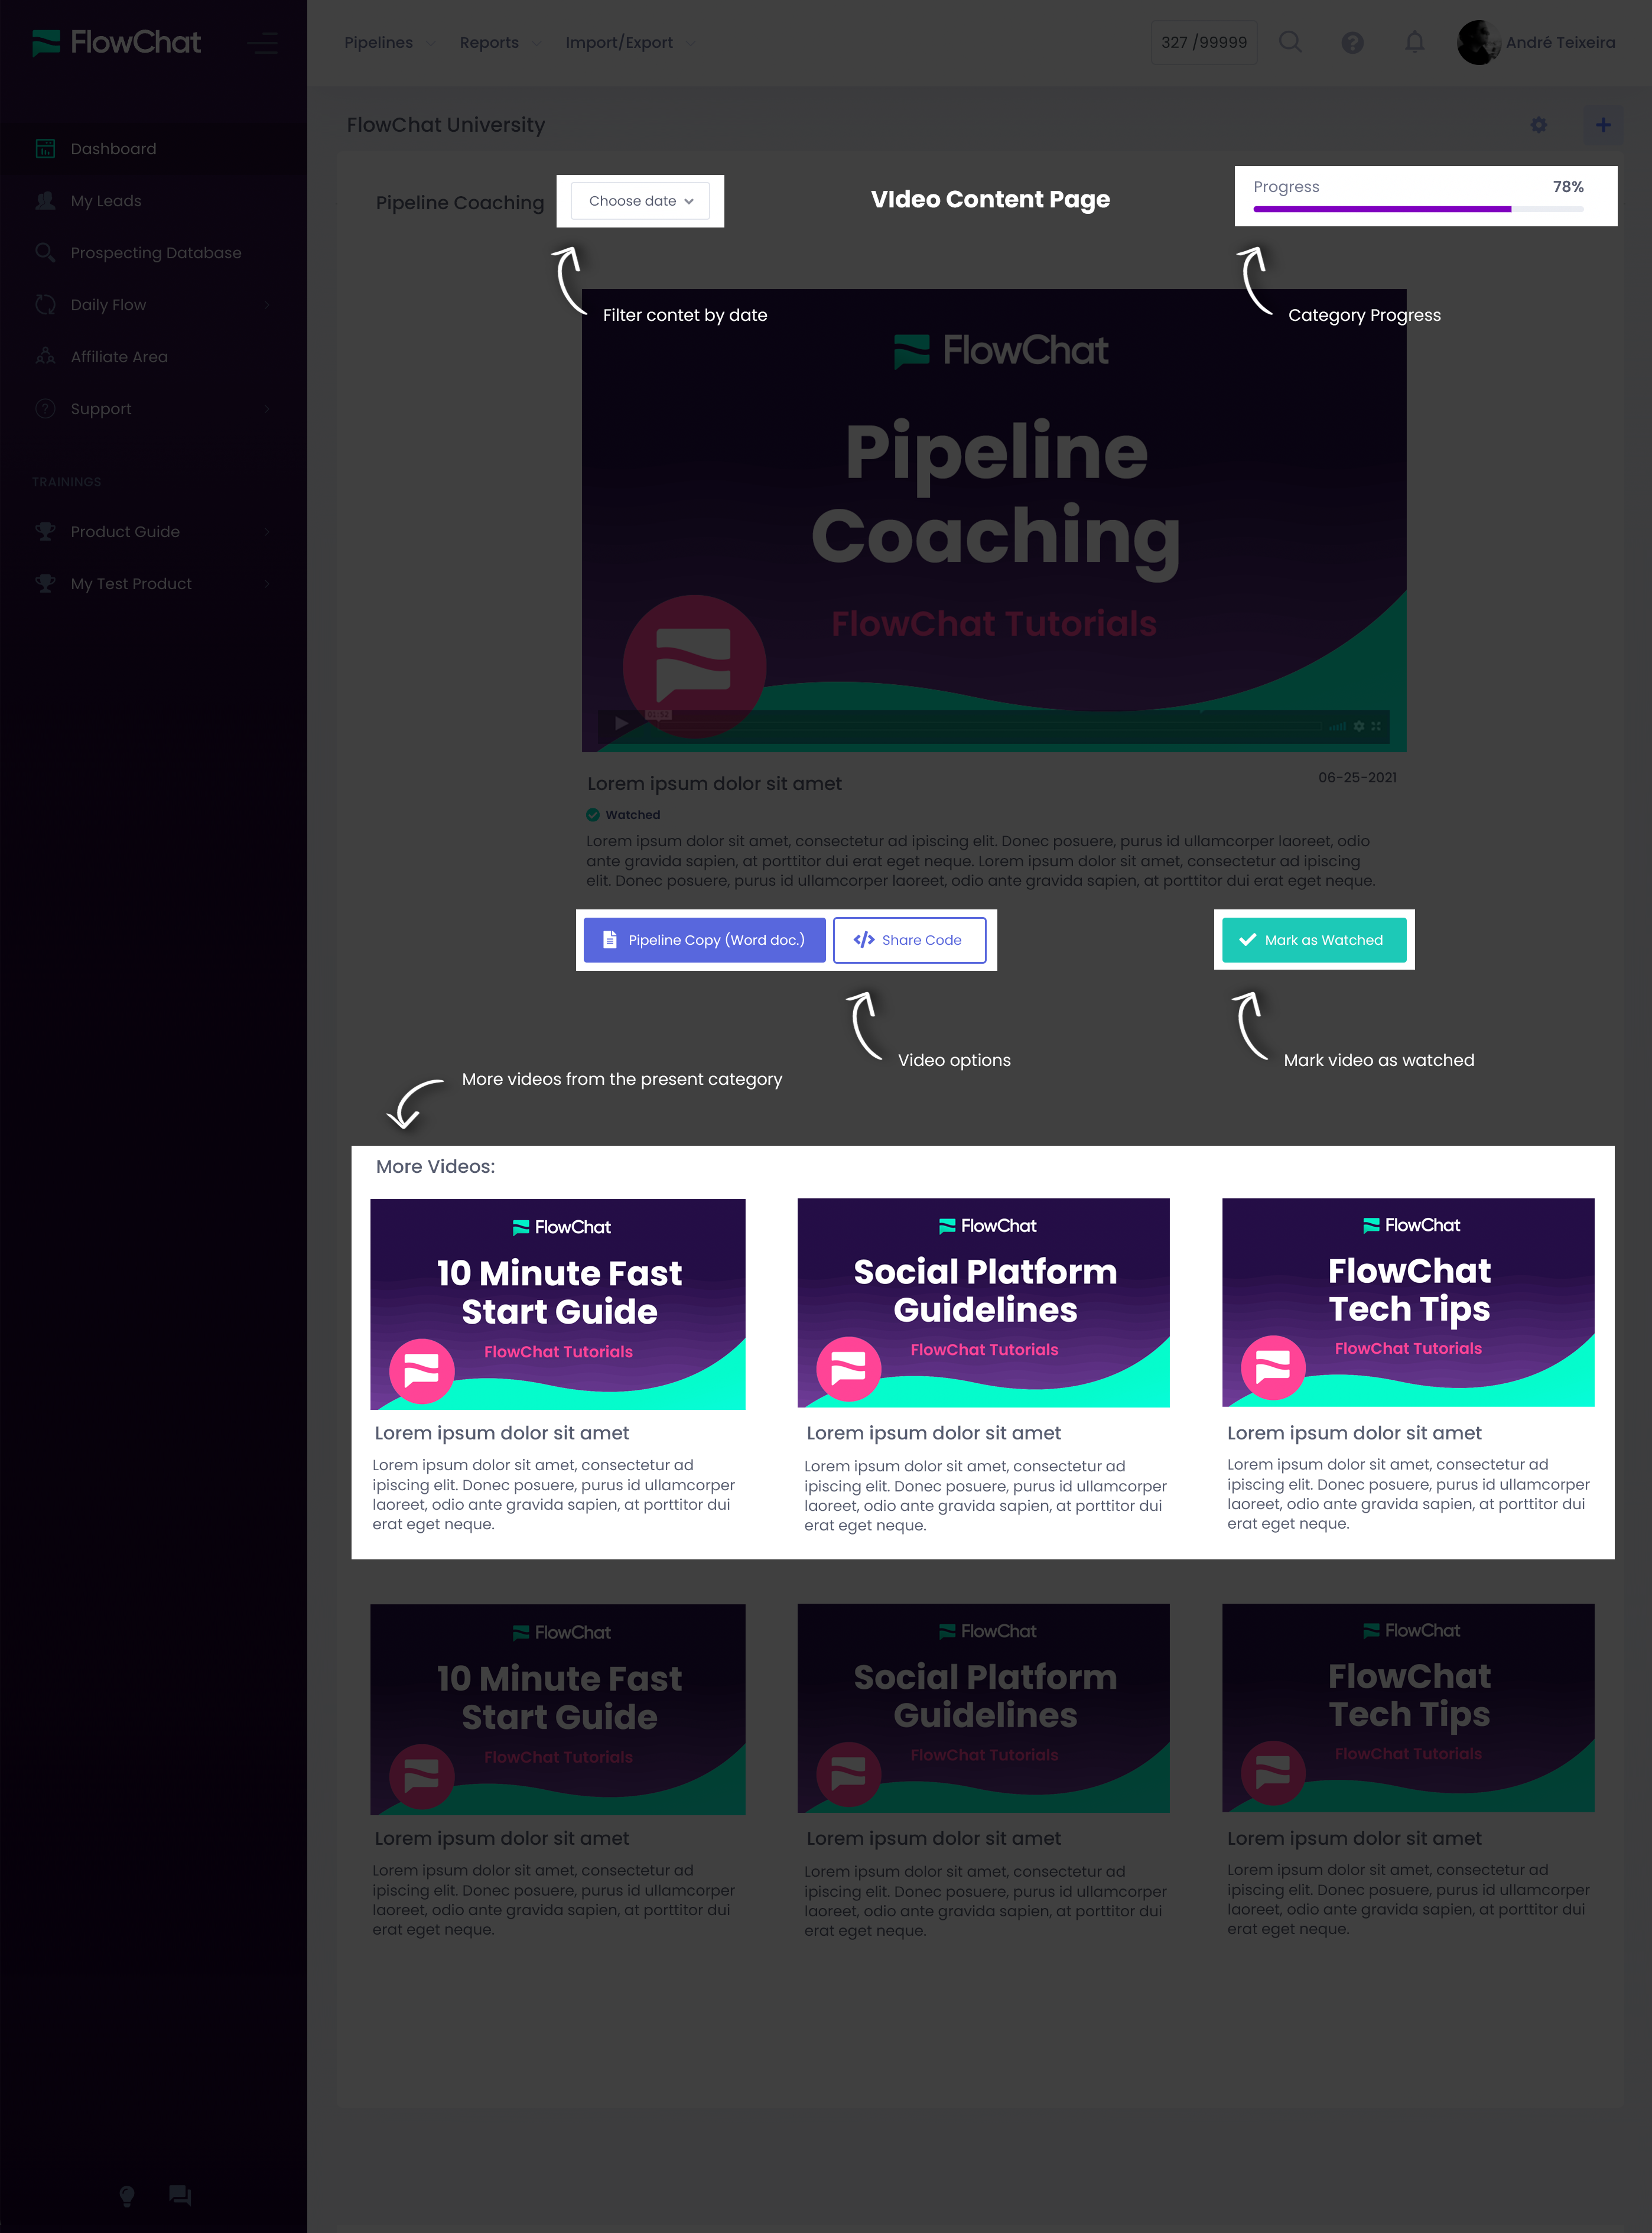 FlowChat
Pipelines
Reports
Import/Export
327 /99999
André Teixeira
Dashboard
My Leads
Prospecting Database
Daily Flow
Affiliate Area
Support
TRAININGS
Product Guide
My Test Product
FlowChat University
Pipeline Coaching
Choose date
VIdeo Content Page
Progress
78%
Filter contet by date
Category Progress
FlowChat
Pipeline
Coaching
FlowChat Tutorials
01:52
Lorem ipsum dolor sit amet
06-25-2021
Watched
Lorem ipsum dolor sit amet, consectetur ad ipiscing elit. Donec posuere, purus id ullamcorper laoreet, odio
ante gravida sapien, at porttitor dui erat eget neque. Lorem ipsum dolor sit amet, consectetur ad ipiscing
elit. Donec posuere, purus id ullamcorper laoreet, odio ante gravida sapien, at porttitor dui erat eget neque.
Pipeline Copy (Word doc.)
Share Code
Mark as Watched
Video options
Mark video as watched
More videos from the present category
More Videos:
FlowChat
10 Minute Fast
Start Guide
FlowChat Tutorials
Lorem ipsum dolor sit amet
Lorem ipsum dolor sit amet, consectetur ad
ipiscing elit. Donec posuere, purus id ullamcorper
laoreet, odio ante gravida sapien, at porttitor dui
erat eget neque.
FlowChat
Social Platform
Guidelines
FlowChat Tutorials
Lorem ipsum dolor sit amet
Lorem ipsum dolor sit amet, consectetur ad
ipiscing elit. Donec posuere, purus id ullamcorper
laoreet, odio ante gravida sapien, at porttitor dui
erat eget neque.
FlowChat
FlowChat
Tech Tips
FlowChat Tutorials
Lorem ipsum dolor sit amet
Lorem ipsum dolor sit amet, consectetur ad
ipiscing elit. Donec posuere, purus id ullamcorper
laoreet, odio ante gravida sapien, at porttitor dui
erat eget neque.
FlowChat
10 Minute Fast
Start Guide
FlowChat Tutorials
Lorem ipsum dolor sit amet
Lorem ipsum dolor sit amet, consectetur ad
ipiscing elit. Donec posuere, purus id ullamcorper
laoreet, odio ante gravida sapien, at porttitor dui
erat eget neque.
FlowChat
Social Platform
Guidelines
FlowChat Tutorials
Lorem ipsum dolor sit amet
Lorem ipsum dolor sit amet, consectetur ad
ipiscing elit. Donec posuere, purus id ullamcorper
laoreet, odio ante gravida sapien, at porttitor dui
erat eget neque.
FlowChat
FlowChat
Tech Tips
FlowChat Tutorials
Lorem ipsum dolor sit amet
Lorem ipsum dolor sit amet, consectetur ad
ipiscing elit. Donec posuere, purus id ullamcorper
laoreet, odio ante gravida sapien, at porttitor dui
erat eget neque.